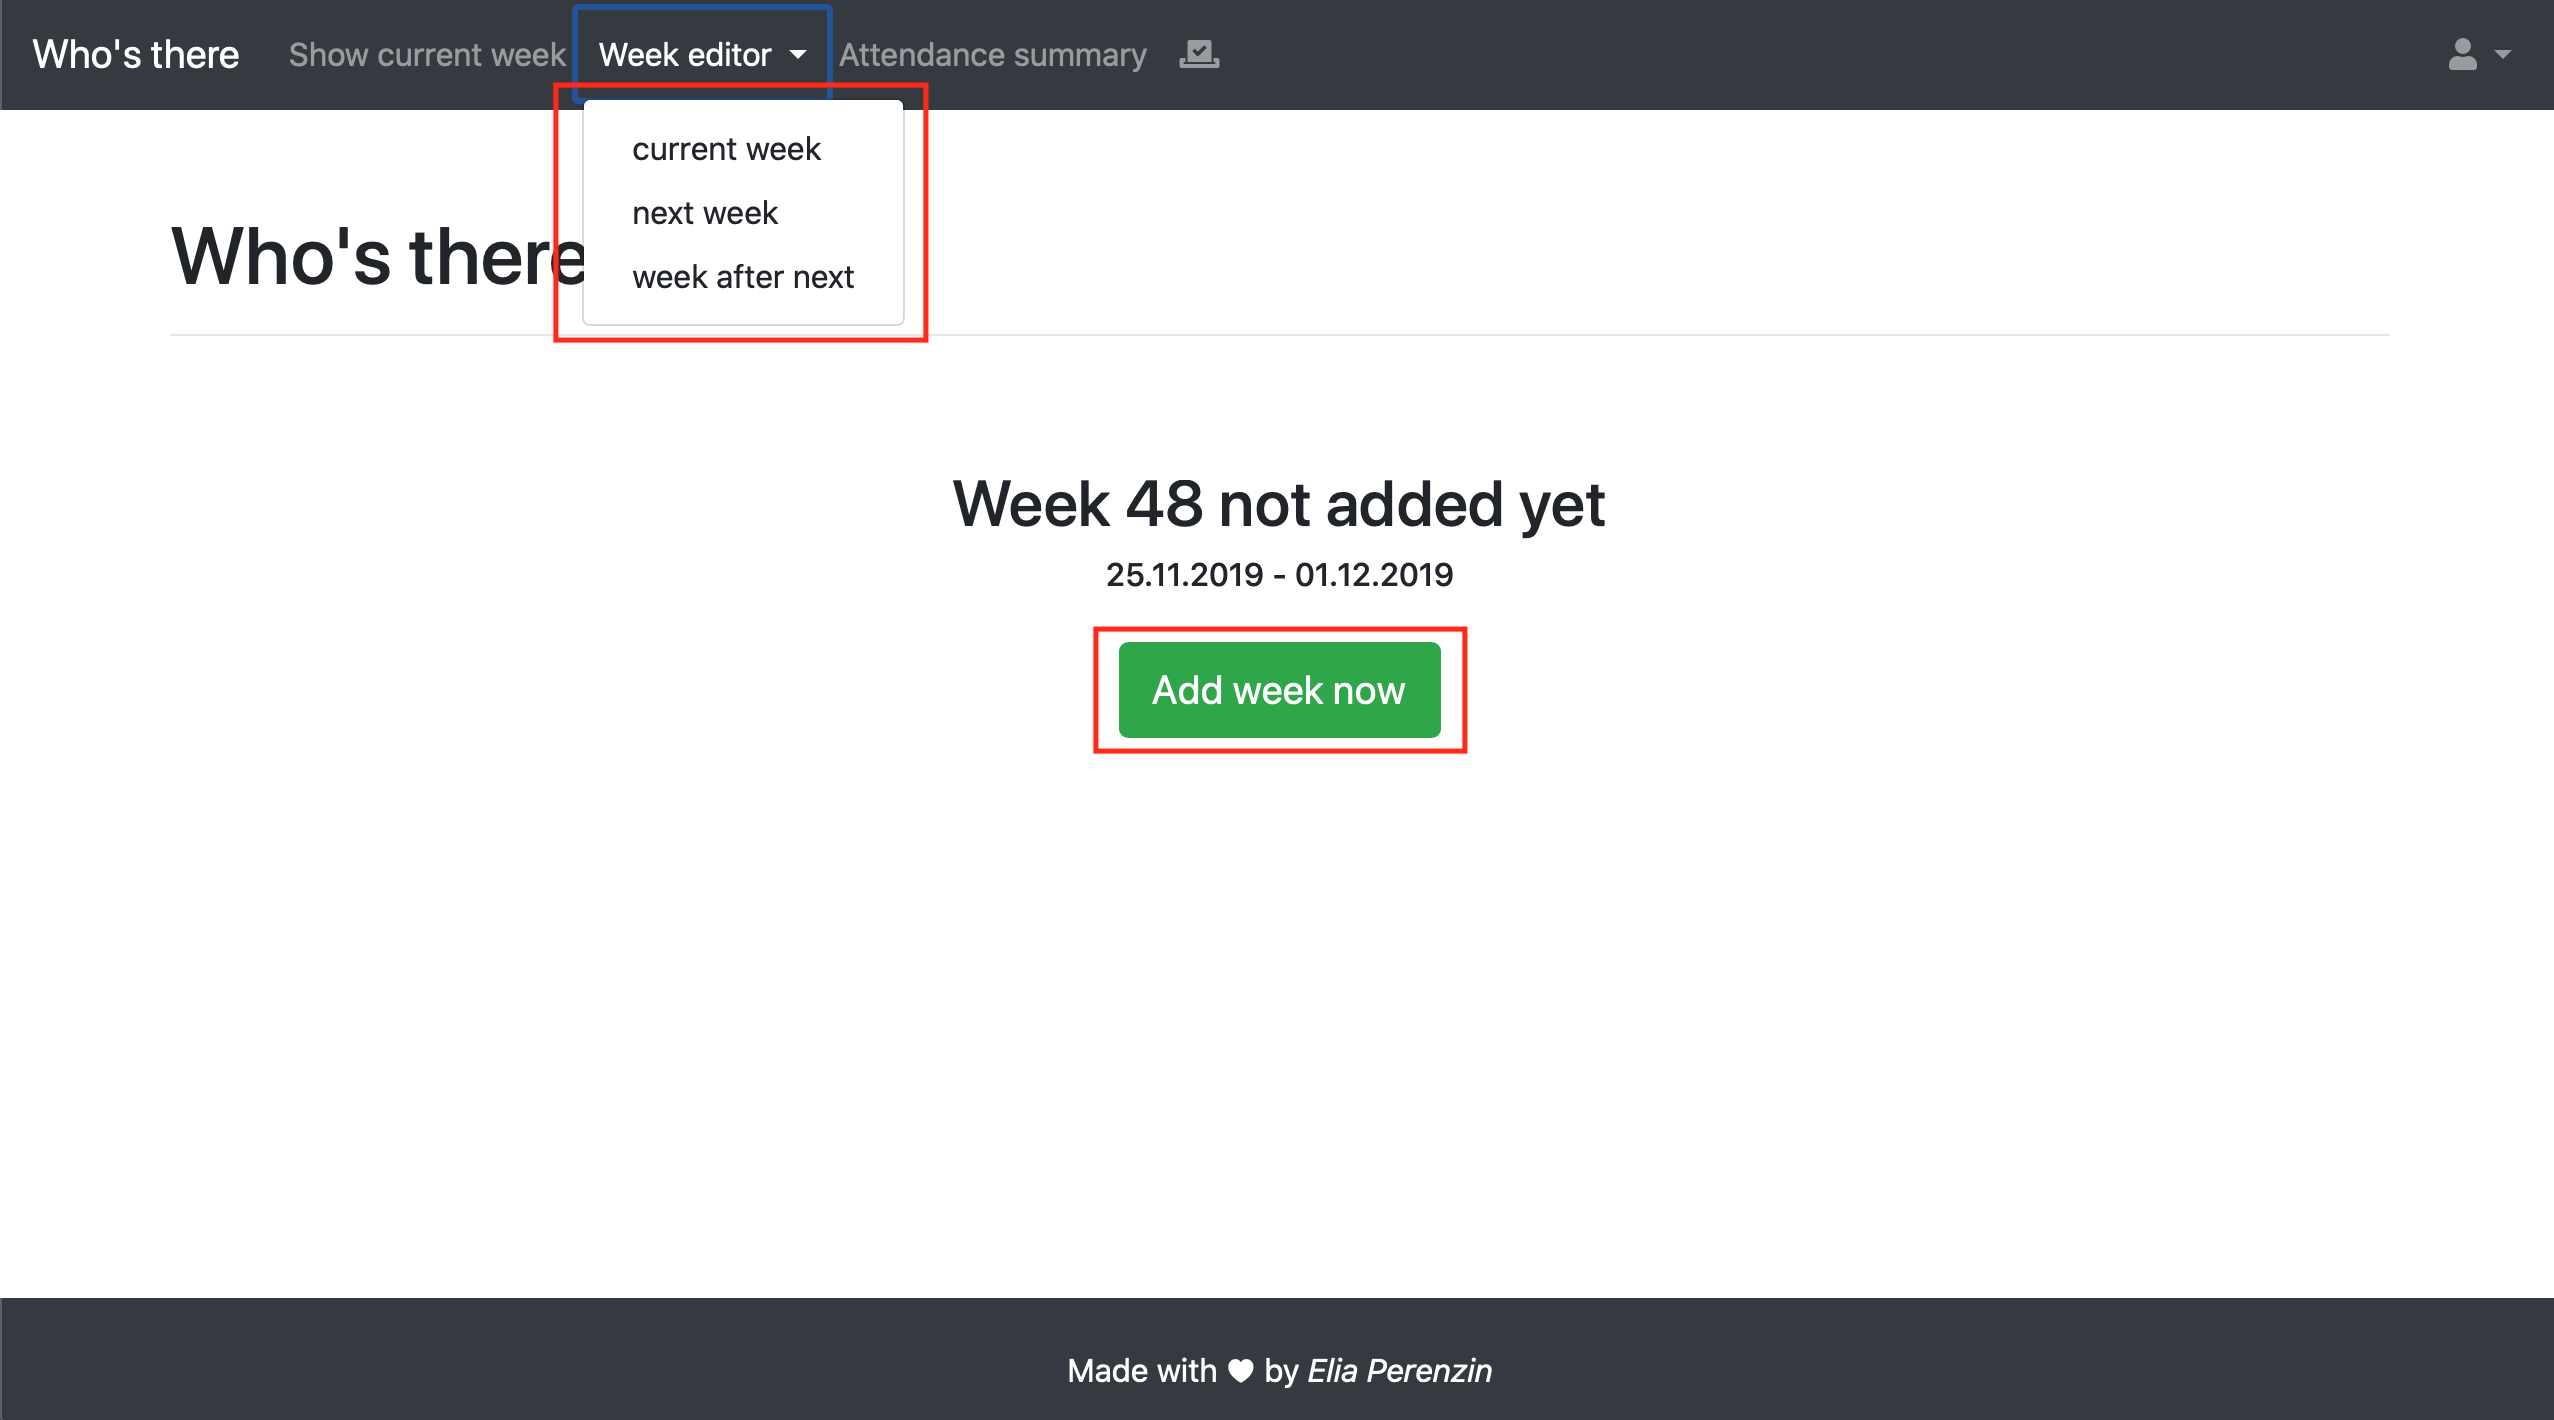 Who's there Show current week Week editor Attendance summary
current week
next week
week after next
Who's there
Week 48 not added yet
25.11.2019 - 01.12.2019
Add week now
Made with by Elia Perenzin